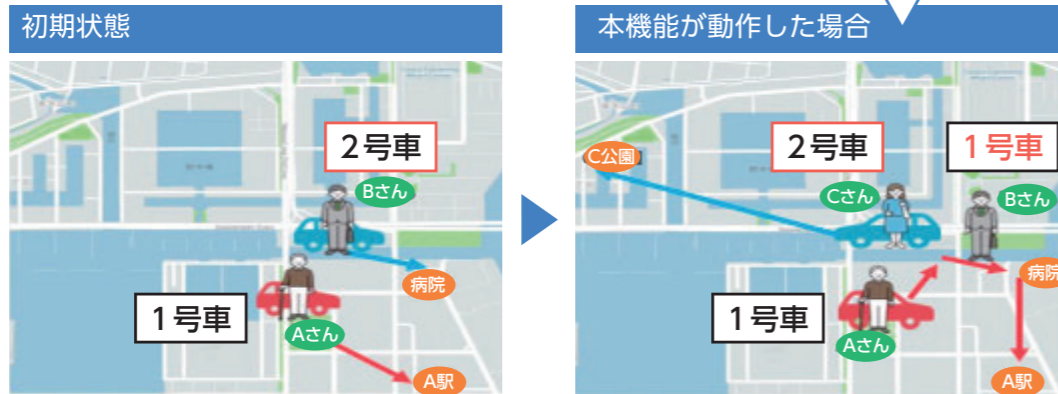 初期状態
2号車
Bさん
病院
1号車
Aさん
A駅
本機能が動作した場合
C公園
2号車
1号車
Cさん
Bさん
病院
1号車
Aさん
A駅